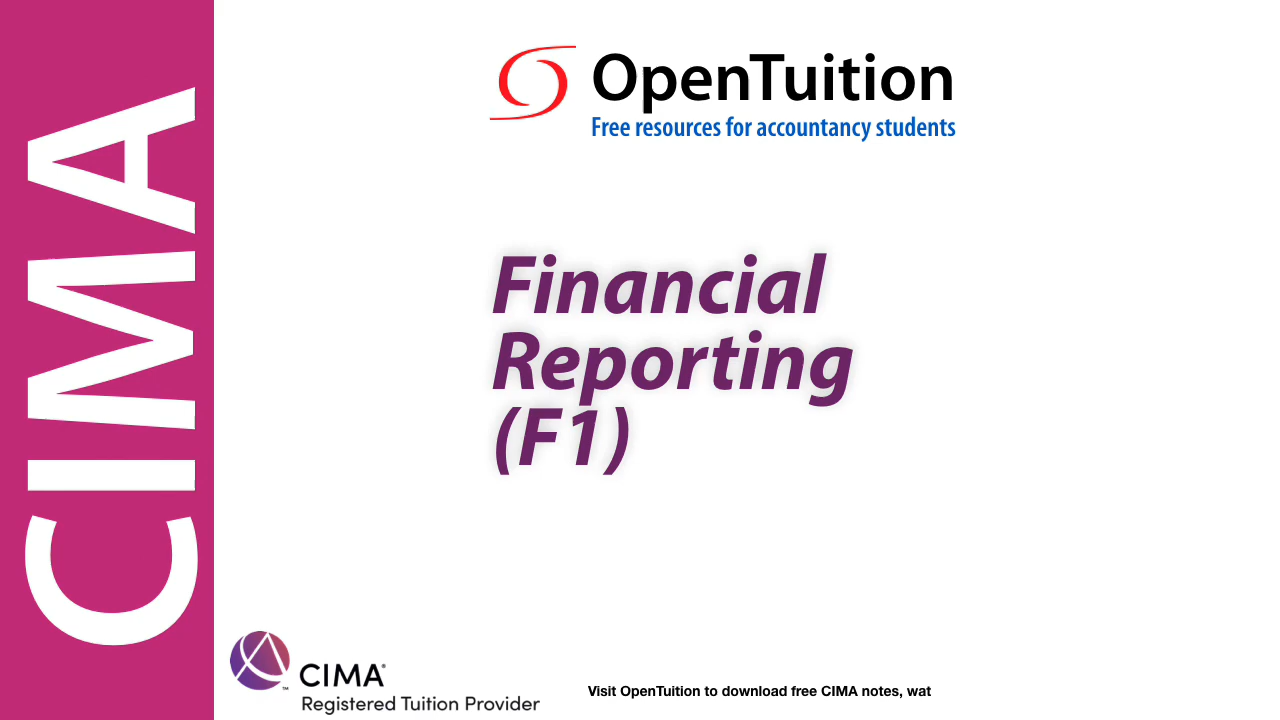 CIMA
OpenTuition
Free resources for accountancy students
Financial
Reporting
(F1)
CIMA®
Registered Tuition Provider
Visit OpenTuition to download free CIMA notes, wat